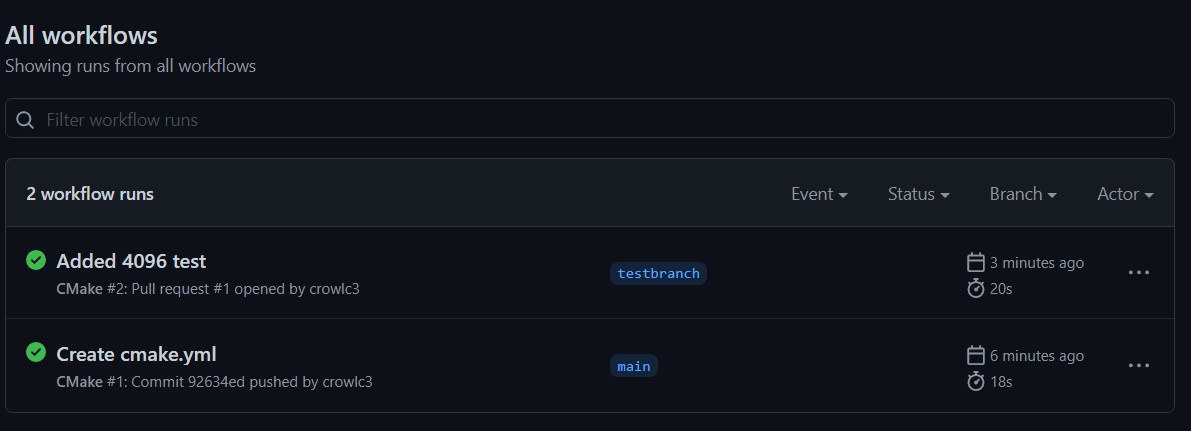 All workflows
Showing runs from all workflows
Filter workflow runs
2 workflow runs Event Status Branch Actor
Added 4096 test
CMake #2: Pull request #1 opened by crowlc3
testbranch
3 minutes ago
20s
Create cmake.yml
CMake #1: Commit 92634ed pushed by crowlc3
main
6 minutes ago
18s